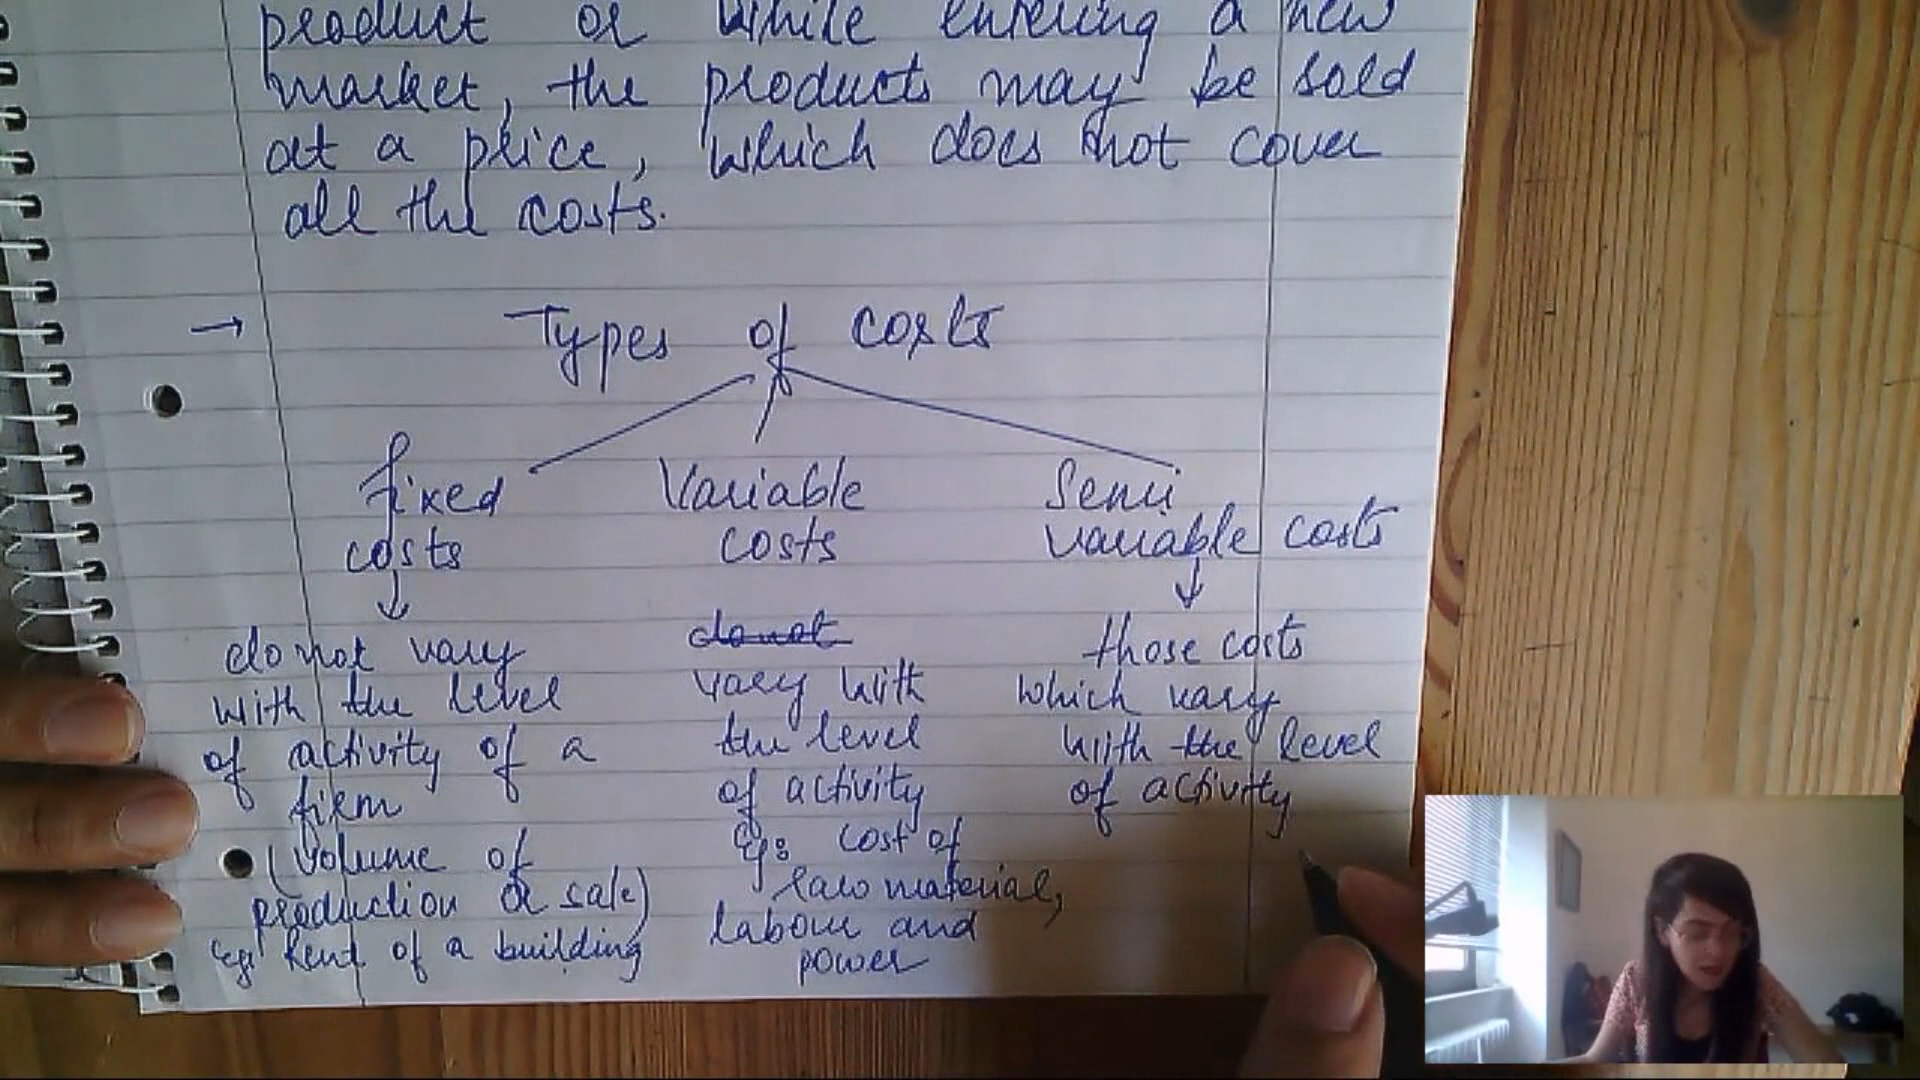 product or while entering a new
market, the products may be sold
at a price, which does not cover
all the costs.
→ Types of costs
fixed
costs
do not vary
with the level
of activity of a
firm
(volume of
production or sale)
eg: Rent of a building
Variable
costs
do not
vary with
the level
of activity
Eg: cost of
raw material,
labour and
power
Semi
variable costs
those costs
which vary
with the level
of activity